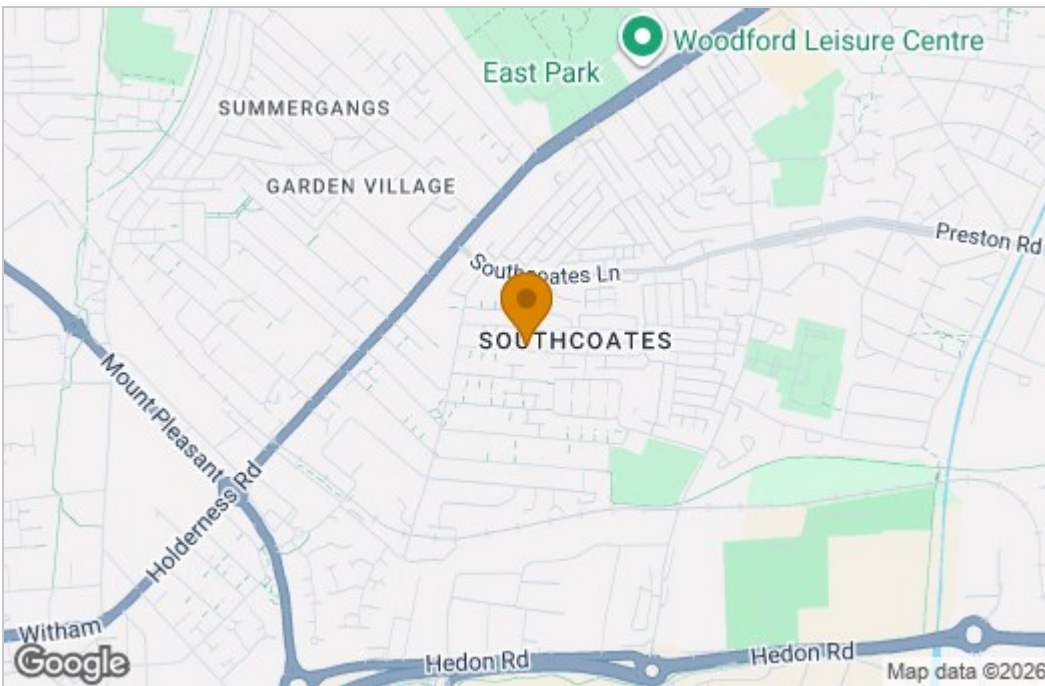 Woodford Leisure Centre
East Park
SUMMERGANGS
GARDEN VILLAGE
Preston Rd
Southcoates Ln
SOUTHCOATES
Mount Pleasant
Holderness Rd
Witham
Hedon Rd
Hedon Rd
Google
Map data ©2026